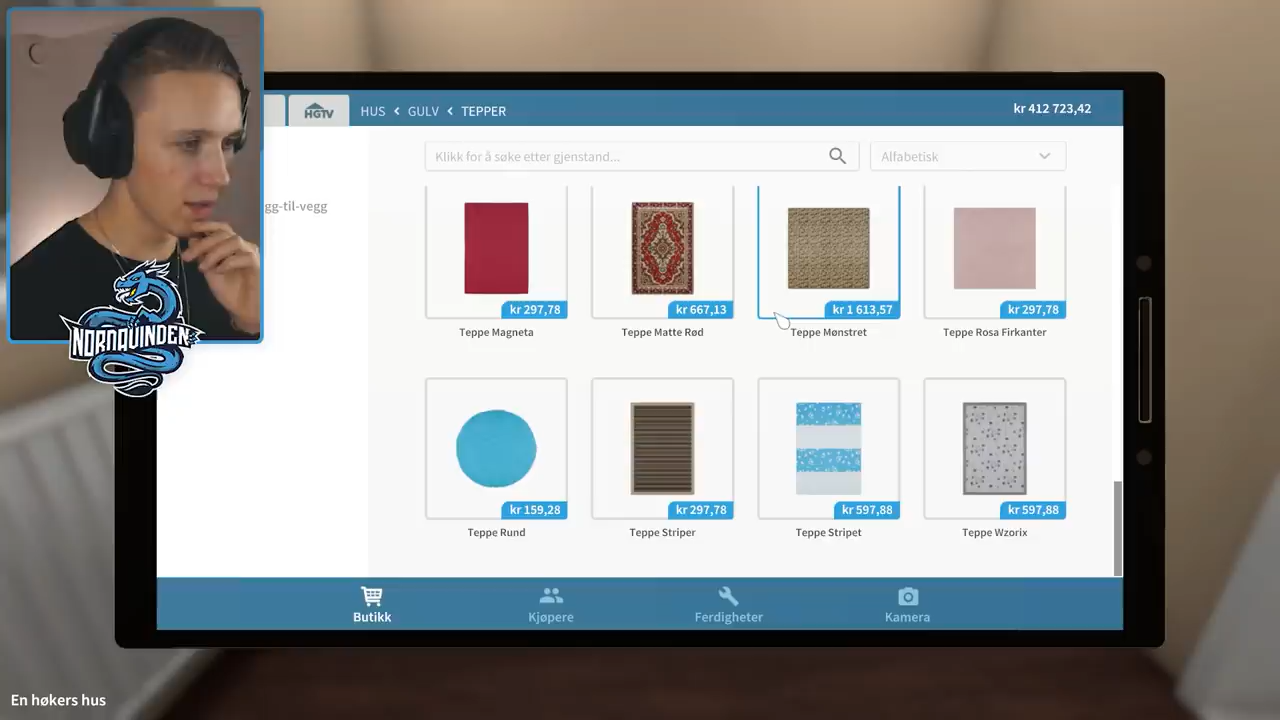 HGTV
HUS < GULV < TEPPER
kr 412 723,42
Klikk for å søke etter gjenstand...
Alfabetisk
gg-til-vegg
kr 297,78
kr 667,13
kr 1 613,57
kr 297,78
Teppe Magneta
Teppe Matte Rød
Teppe Mønstret
Teppe Rosa Firkanter
kr 159,28
kr 297,78
kr 597,88
kr 597,88
Teppe Rund
Teppe Striper
Teppe Stripet
Teppe Wzorix
NORNQVINDEN
Butikk
Kjøpere
Ferdigheter
Kamera
En høkers hus